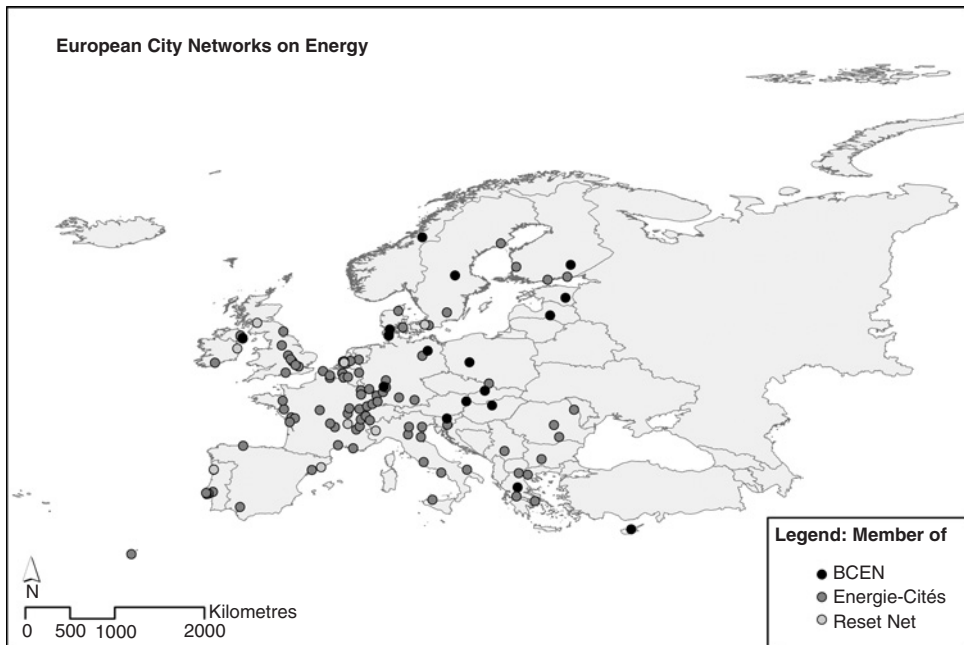 European City Networks on Energy
Legend: Member of
BCEN
Energie-Cités
Reset Net
N
Kilometres
0 500 1000 2000